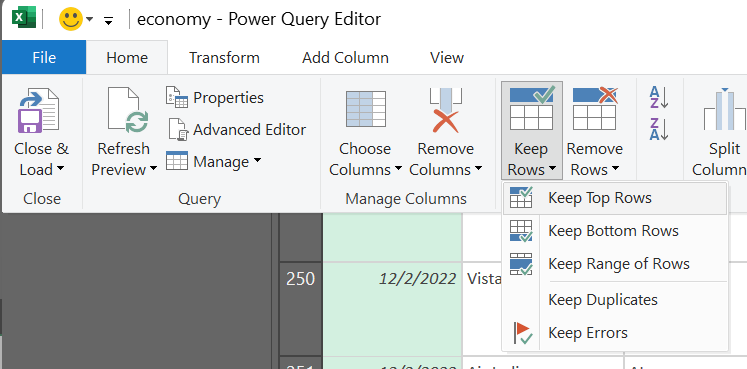 economy - Power Query Editor
File Home Transform Add Column View
Close & Load
Refresh Preview
Properties
Advanced Editor
Manage
Choose Columns
Remove Columns
Keep Rows
Remove Rows
A
Z
Z
A
Split
Column
Close Query Manage Columns
Keep Top Rows
Keep Bottom Rows
Keep Range of Rows
Keep Duplicates
Keep Errors
250 12/2/2022 Vista
251